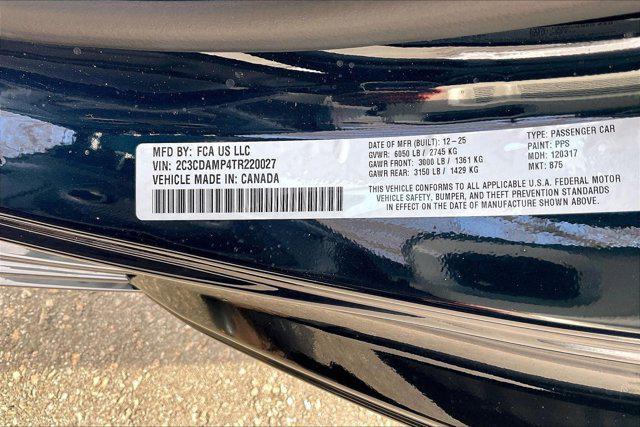 MFD BY: FCA US LLC
VIN: 2C3CDAMP4TR220027
VEHICLE MADE IN: CANADA
DATE OF MFR (BUILT): 12-25
GVWR: 6050 LB / 2745 KG
GAWR FRONT: 3000 LB / 1361 KG
GAWR REAR: 3150 LB / 1429 KG
TYPE: PASSENGER CAR
PAINT: PPS
MDH: 120317
MKT: B75
THIS VEHICLE CONFORMS TO ALL APPLICABLE U.S.A. FEDERAL MOTOR
VEHICLE SAFETY, BUMPER, AND THEFT PREVENTION STANDARDS
IN EFFECT ON THE DATE OF MANUFACTURE SHOWN ABOVE.